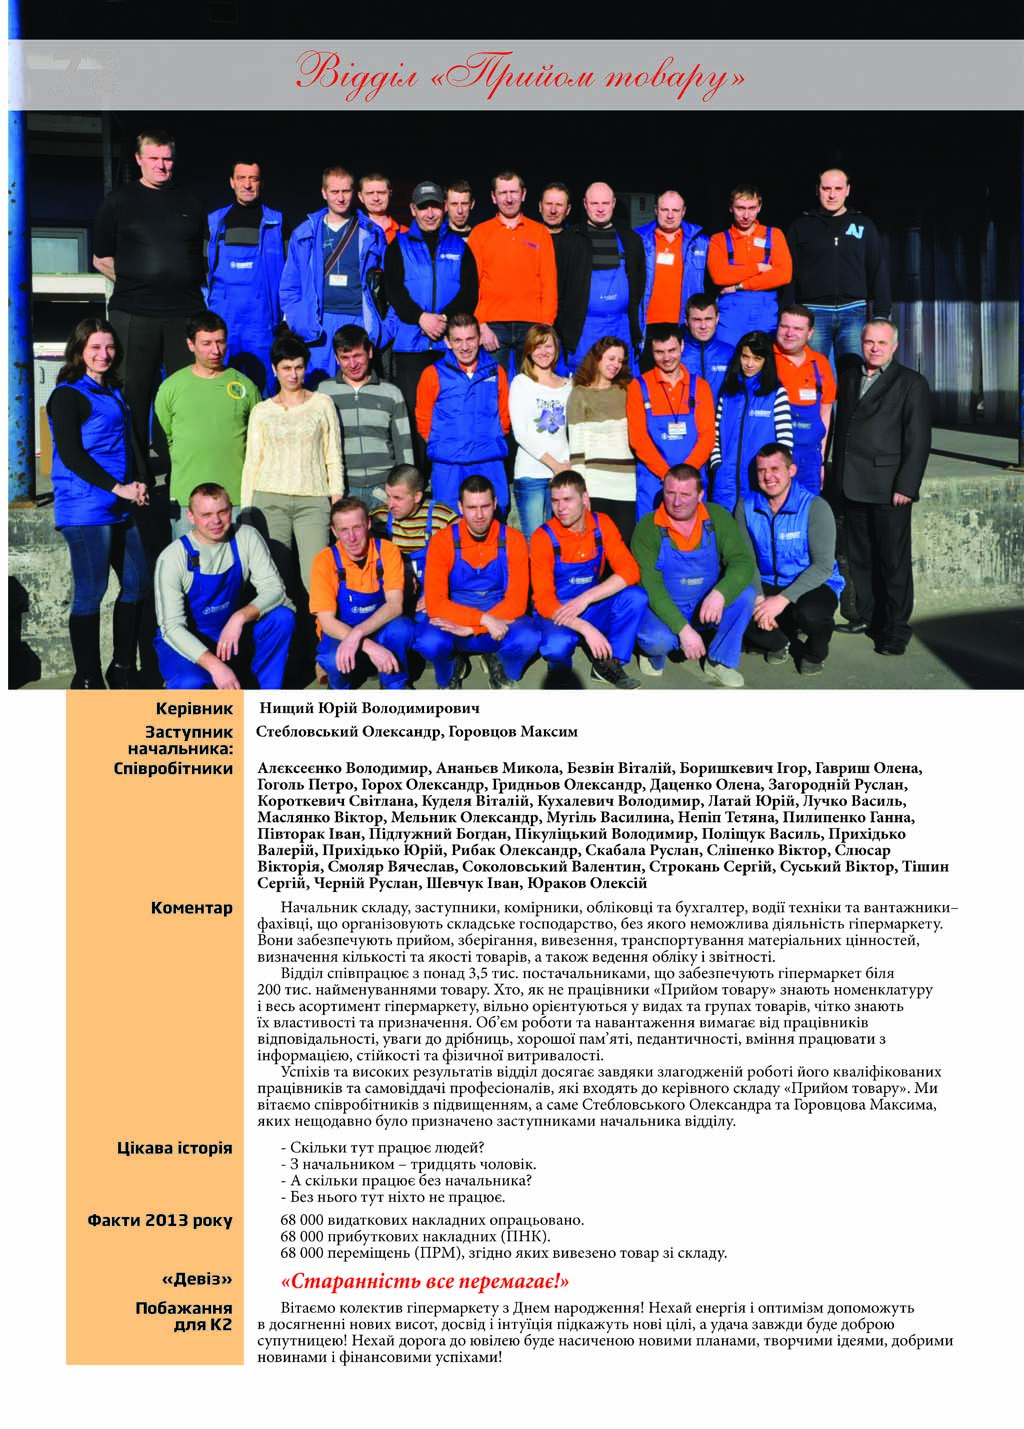 Відділ «Прийом товару»
AJ
Керівник Нищий Юрій Володимирович
Заступник начальника: Стебловський Олександр, Горовцов Максим
Співробітники Алєксеєнко Володимир, Ананьєв Микола, Безвін Віталій, Боришкевич Ігор, Гавриш Олена,
Гоголь Петро, Горох Олександр, Гридньов Олександр, Даценко Олена, Загородній Руслан,
Короткевич Світлана, Куделя Віталій, Кухалевич Володимир, Латай Юрій, Лучко Василь,
Маслянко Віктор, Мельник Олександр, Мугіль Василина, Непіп Тетяна, Пилипенко Ганна,
Півторак Іван, Підлужний Богдан, Пікуліцький Володимир, Поліщук Василь, Прихідько
Валерій, Прихідько Юрій, Рибак Олександр, Скабала Руслан, Сліпенко Віктор, Слюсар
Вікторія, Смоляр Вячеслав, Соколовський Валентин, Строкань Сергій, Суський Віктор, Тішин
Сергій, Черній Руслан, Шевчук Іван, Юраков Олексій
Коментар Начальник складу, заступники, комірники, обліковці та бухгалтер, водії техніки та вантажники–
фахівці, що організовують складське господарство, без якого неможлива діяльність гіпермаркету.
Вони забезпечують прийом, зберігання, вивезення, транспортування матеріальних цінностей,
визначення кількості та якості товарів, а також ведення обліку і звітності.
Відділ співпрацює з понад 3,5 тис. постачальниками, що забезпечують гіпермаркет біля
200 тис. найменуваннями товару. Хто, як не працівники «Прийом товару» знають номенклатуру
і весь асортимент гіпермаркету, вільно орієнтуються у видах та групах товарів, чітко знають
їх властивості та призначення. Об’єм роботи та навантаження вимагає від працівників
відповідальності, уваги до дрібниць, хорошої пам’яті, педантичності, вміння працювати з
інформацією, стійкості та фізичної витривалості.
Успіхів та високих результатів відділ досягає завдяки злагодженій роботі його кваліфікованих
працівників та самовіддачі професіоналів, які входять до керівного складу «Прийом товару». Ми
вітаємо співробітників з підвищенням, а саме Стебловського Олександра та Горовцова Максима,
яких нещодавно було призначено заступниками начальника відділу.
Цікава історія - Скільки тут працює людей?
- З начальником – тридцять чоловік.
- А скільки працює без начальника?
- Без нього тут ніхто не працює.
Факти 2013 року 68 000 видаткових накладних опрацьовано.
68 000 прибуткових накладних (ПНК).
68 000 переміщень (ПРМ), згідно яких вивезено товар зі складу.
«Девіз» «Старанність все перемагає!»
Побажання для К2 Вітаємо колектив гіпермаркету з Днем народження! Нехай енергія і оптимізм допоможуть
в досягненні нових висот, досвід і інтуїція підкажуть нові цілі, а удача завжди буде доброю
супутницею! Нехай дорога до ювілею буде насиченою новими планами, творчими ідеями, добрими
новинами і фінансовими успіхами!